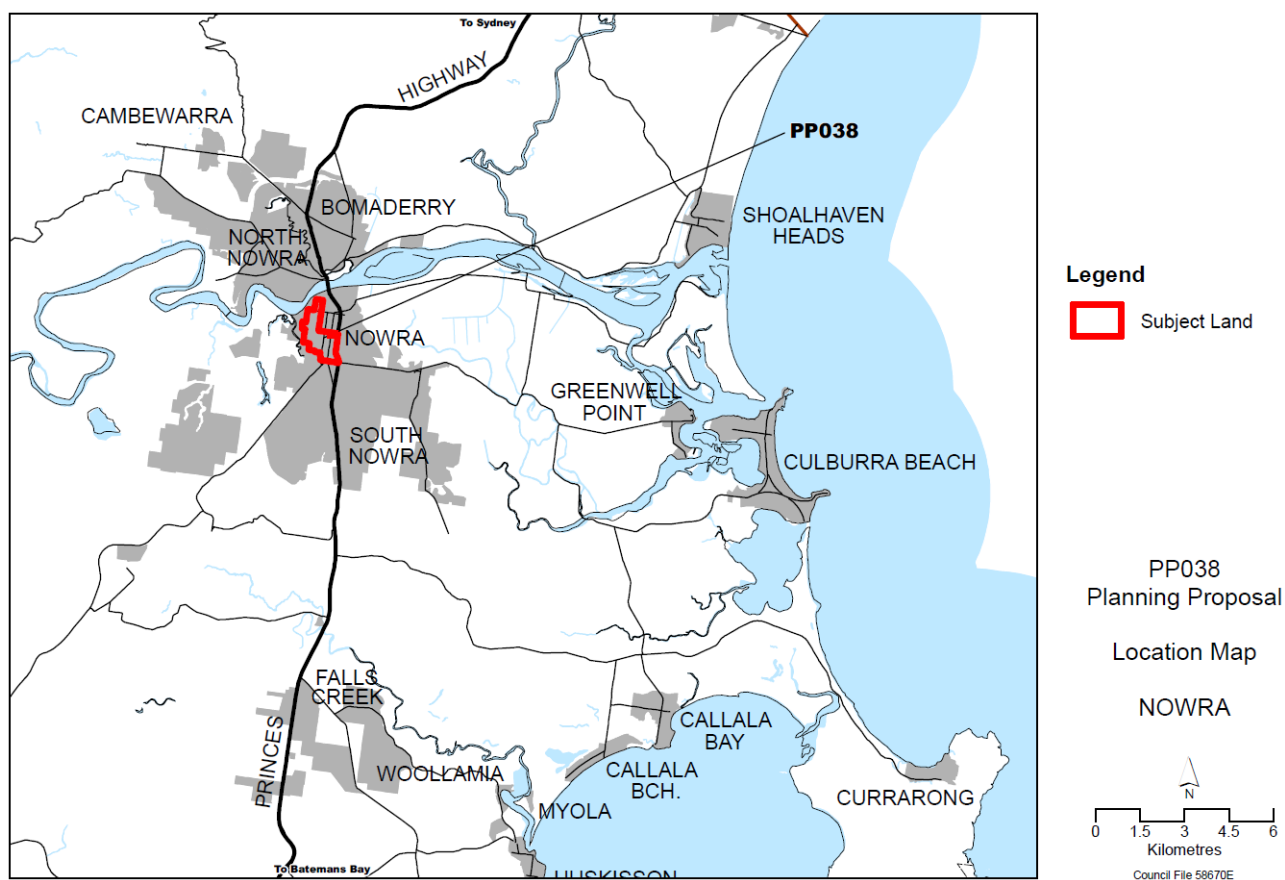 To Sydney
HIGHWAY
CAMBEWARRA
PP038
BOMADERRY
SHOALHAVEN
HEADS
NORTH
NOWRA
NOWRA
GREENWELL
POINT
SOUTH
NOWRA
CULBURRA BEACH
FALLS
CREEK
PRINCES
CALLALA
BAY
WOOLLAMIA
CALLALA
BCH.
MYOLA
CURRARONG
To Batemans Bay
HUSKISSON
Legend
Subject Land
PP038
Planning Proposal
Location Map
NOWRA
N
0 1.5 3 4.5 6
Kilometres
Council File 58670E